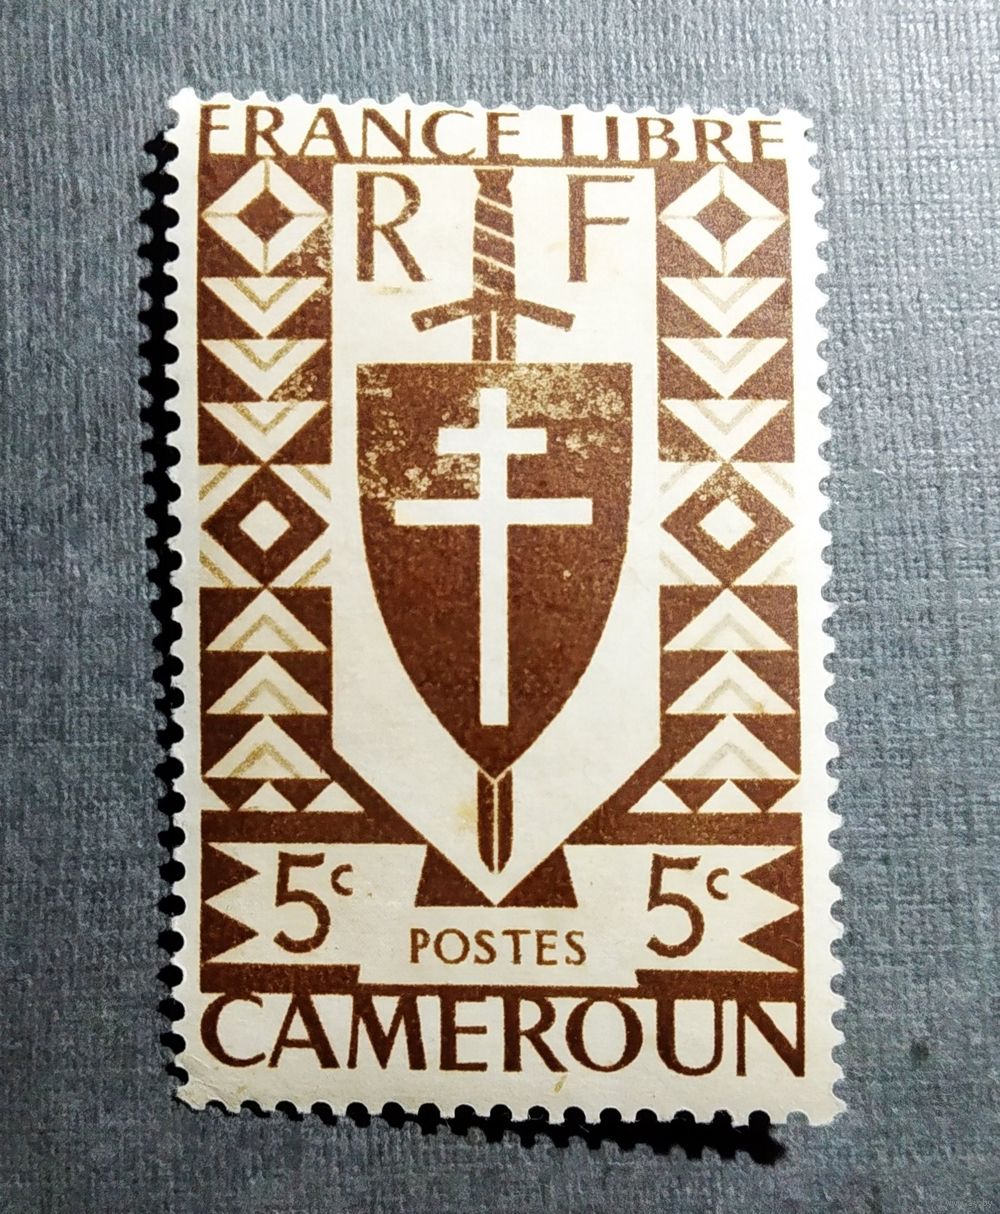 FRANCE LIBRE
R F
5c 5c
POSTES
CAMEROUN